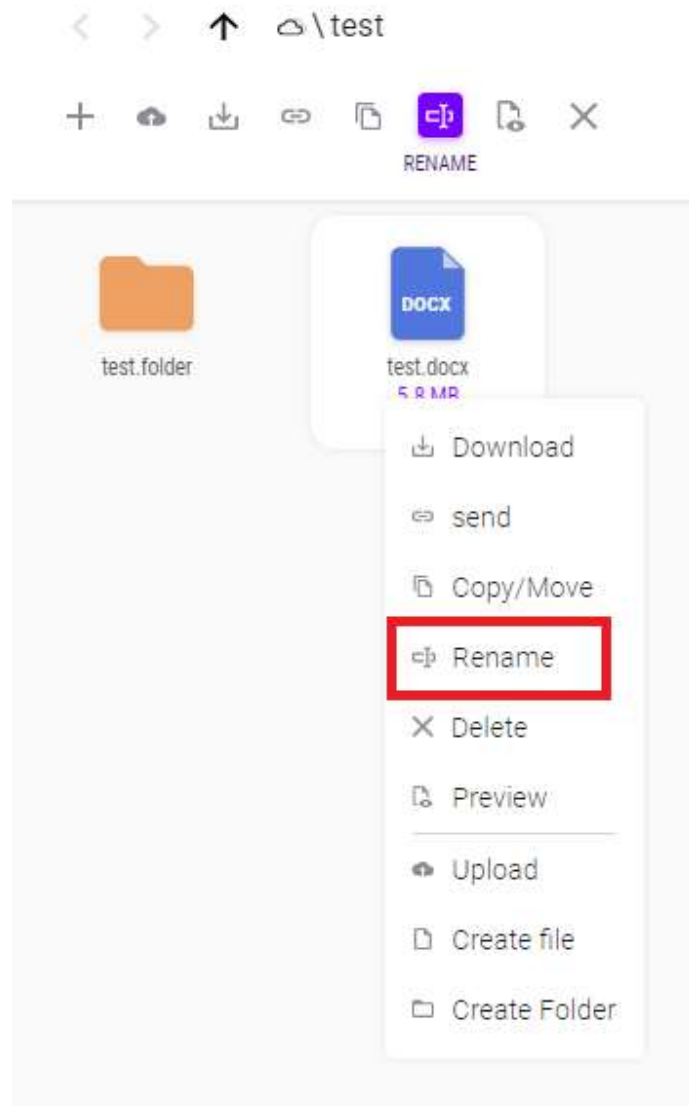 \ test
RENAME
DOCX
test.folder
test.docx
5.8 MB
Download
send
Copy/Move
Rename
Delete
Preview
Upload
Create file
Create Folder